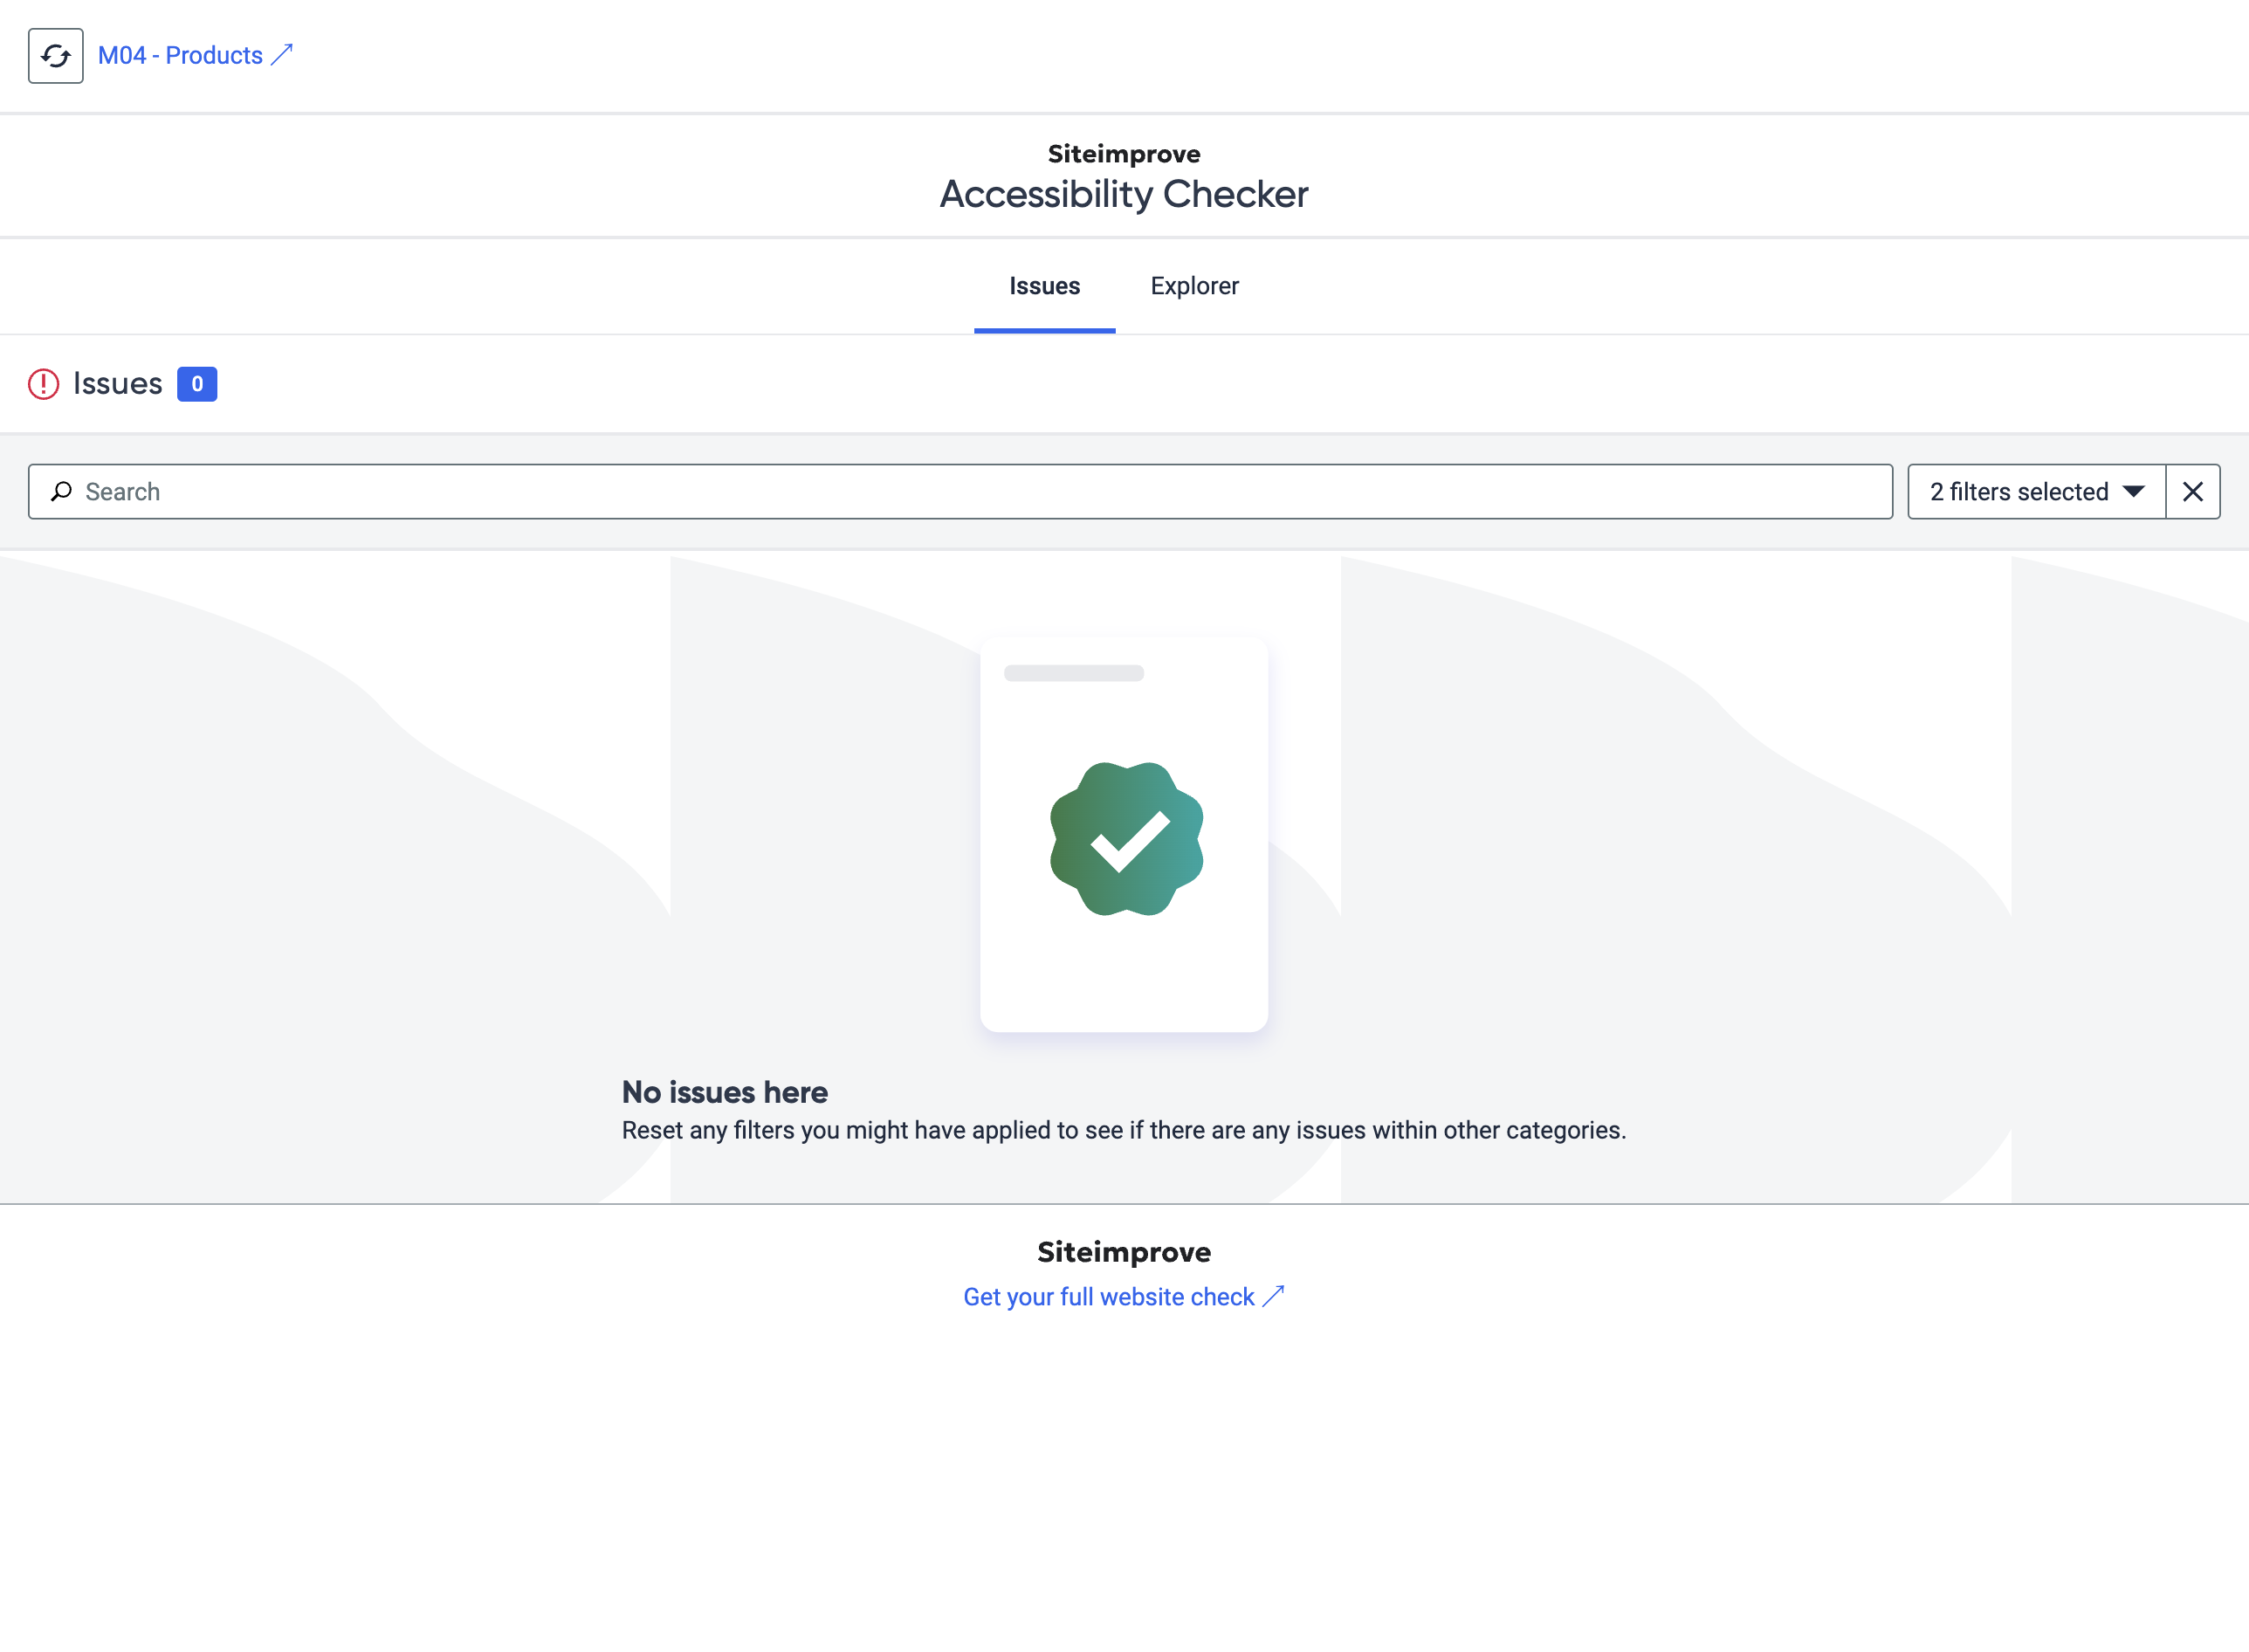 M04 - Products
Siteimprove
Accessibility Checker
Issues
Explorer
Issues 0
Search
2 filters selected
No issues here
Reset any filters you might have applied to see if there are any issues within other categories.
Siteimprove
Get your full website check